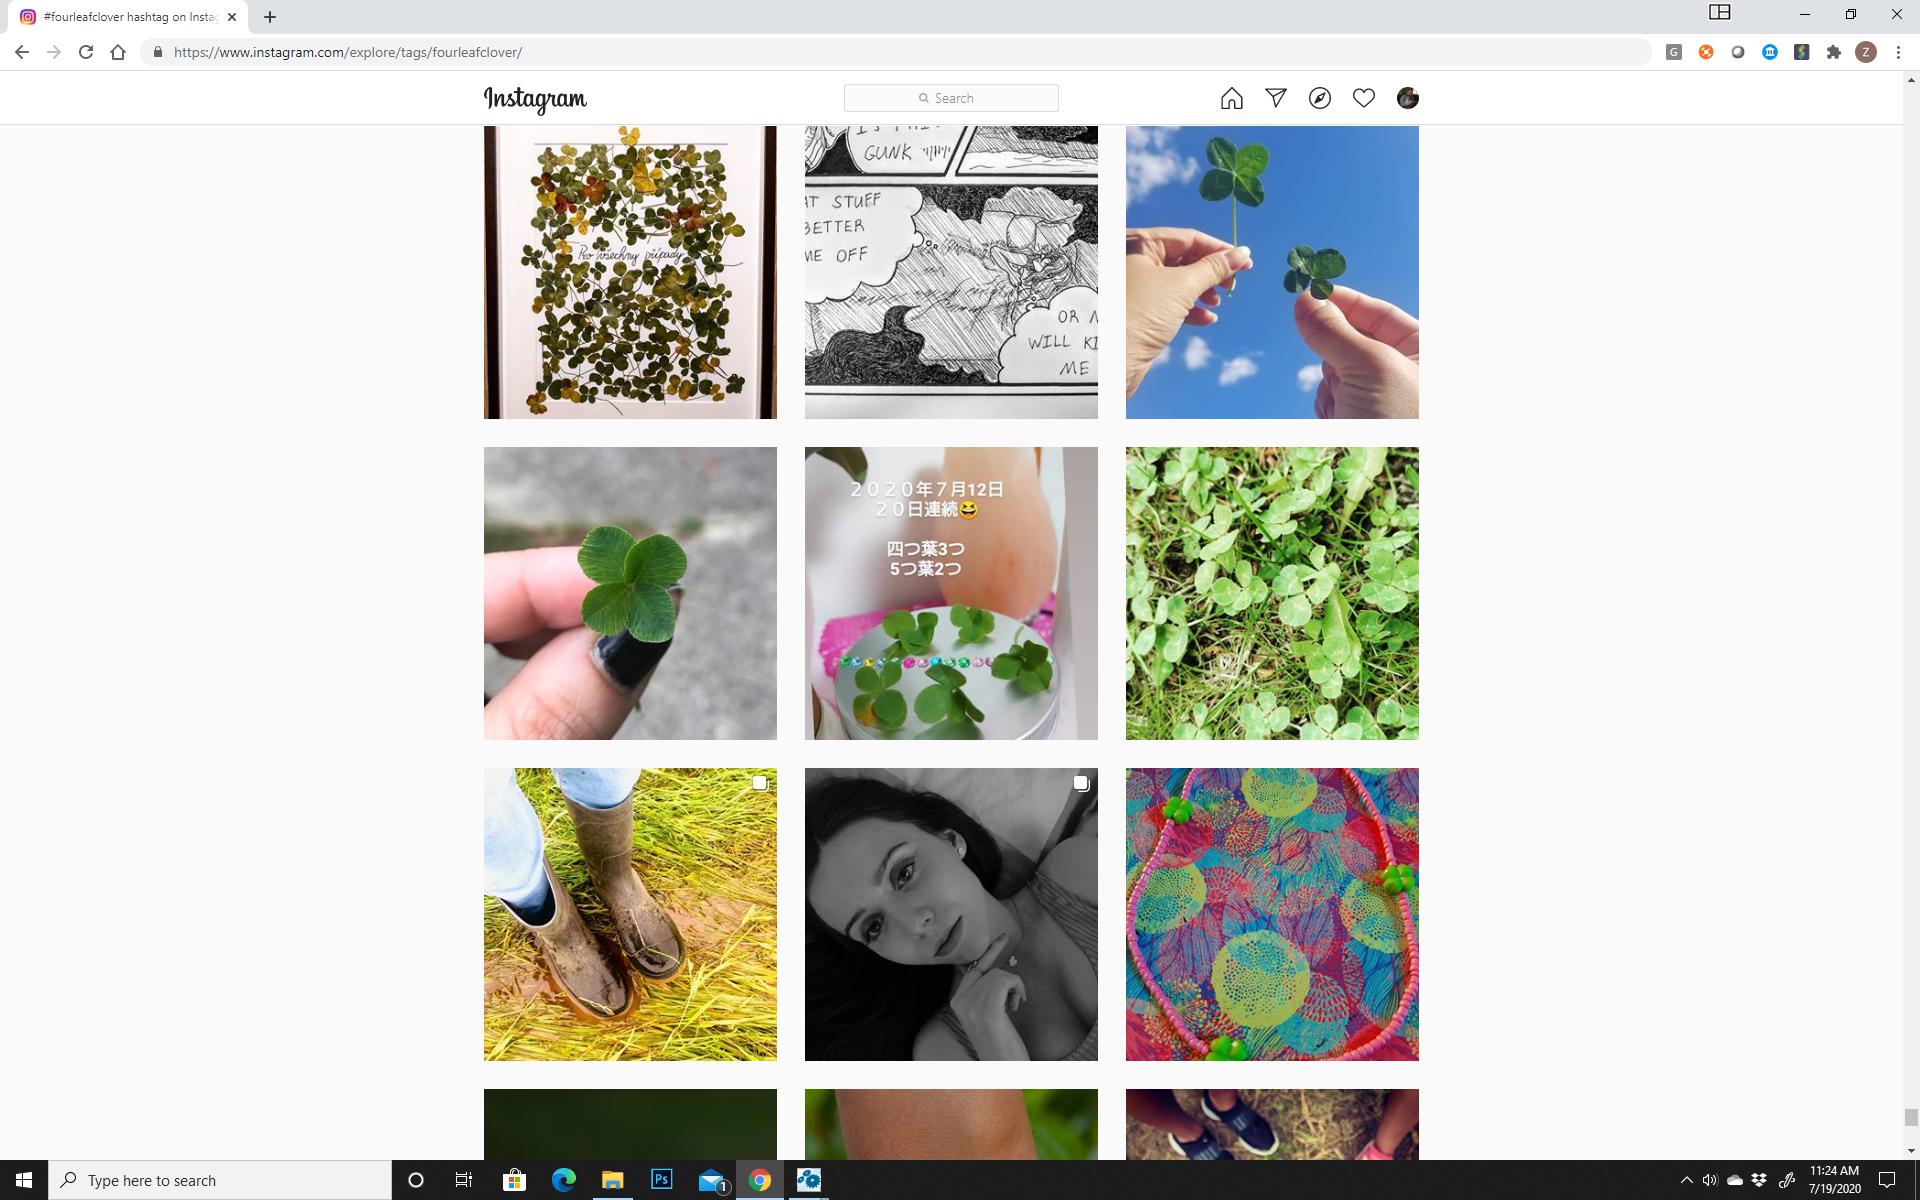 #fourleafclover hashtag on Insta
https://www.instagram.com/explore/tags/fourleafclover/
Instagram
Search
Pro všechny případy
GUNK
AT STUFF
BETTER
ME OFF
OR N
WILL KI
ME
2020年7月12日
20日連続😆
四つ葉3つ
5つ葉2つ
Type here to search
Ps
1
11:24 AM
7/19/2020
G
Z